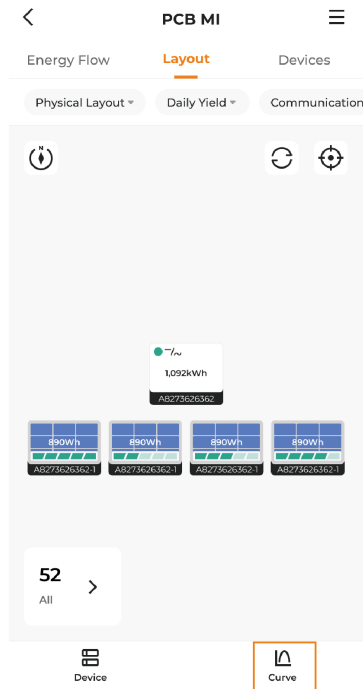 PCB MI
Energy Flow Layout Devices
Physical Layout Daily Yield Communication
N
1,092kWh
A8273626362
890Wh 890Wh 890Wh 890Wh
A8273626362-1 A8273626362-1 A8273626362-1 A8273626362-1
52
All
Device Curve